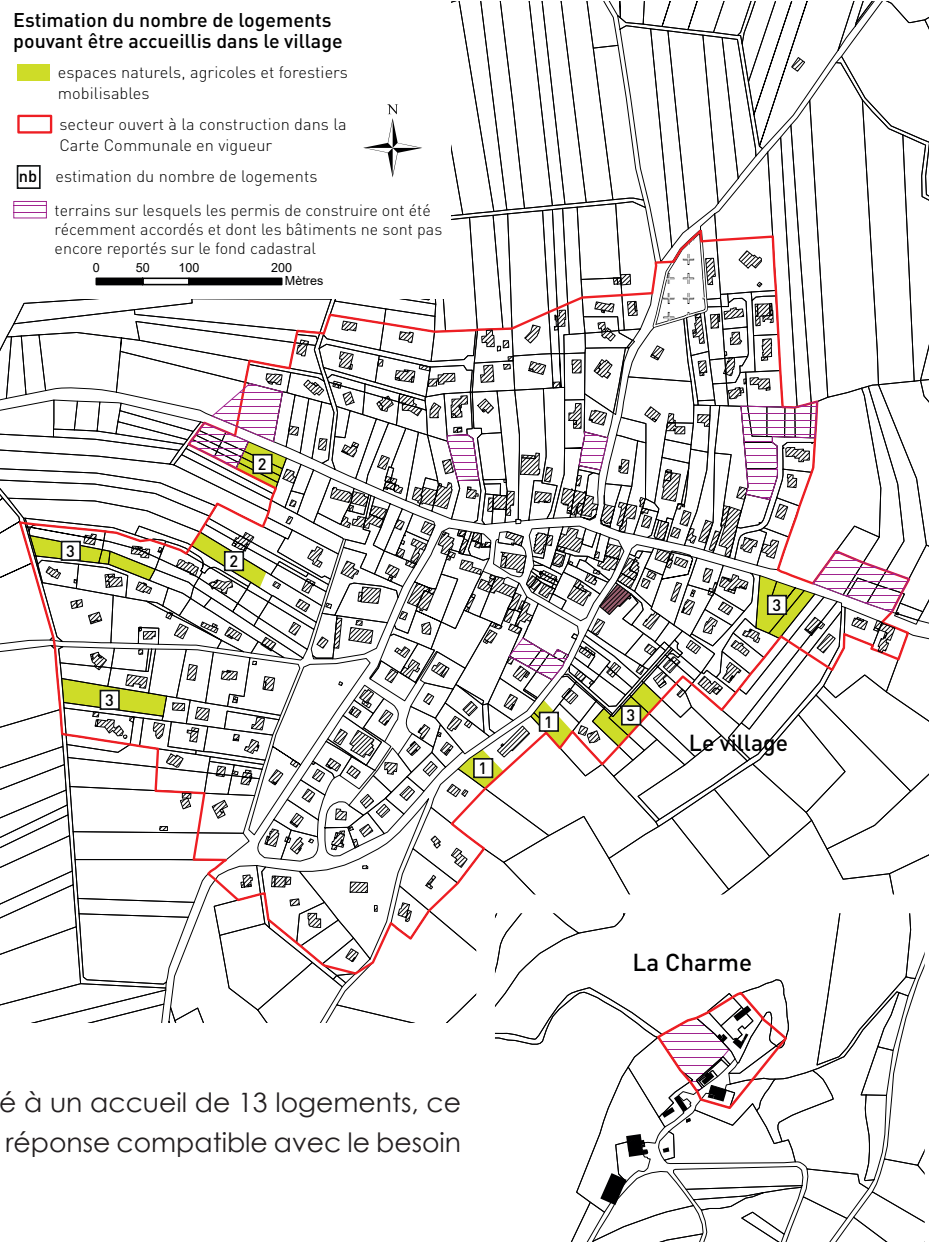 Estimation du nombre de logements
pouvant être accueillis dans le village
espaces naturels, agricoles et forestiers
mobilisables
secteur ouvert à la construction dans la
Carte Communale en vigueur
N
nb estimation du nombre de logements
terrains sur lesquels les permis de construire ont été
récemment accordés et dont les bâtiments ne sont pas
encore reportés sur le fond cadastral
0 50 100 200
Mètres
2
3
2
3
3
1
3
1
Le village
La Charme
é à un accueil de 13 logements, ce
réponse compatible avec le besoin